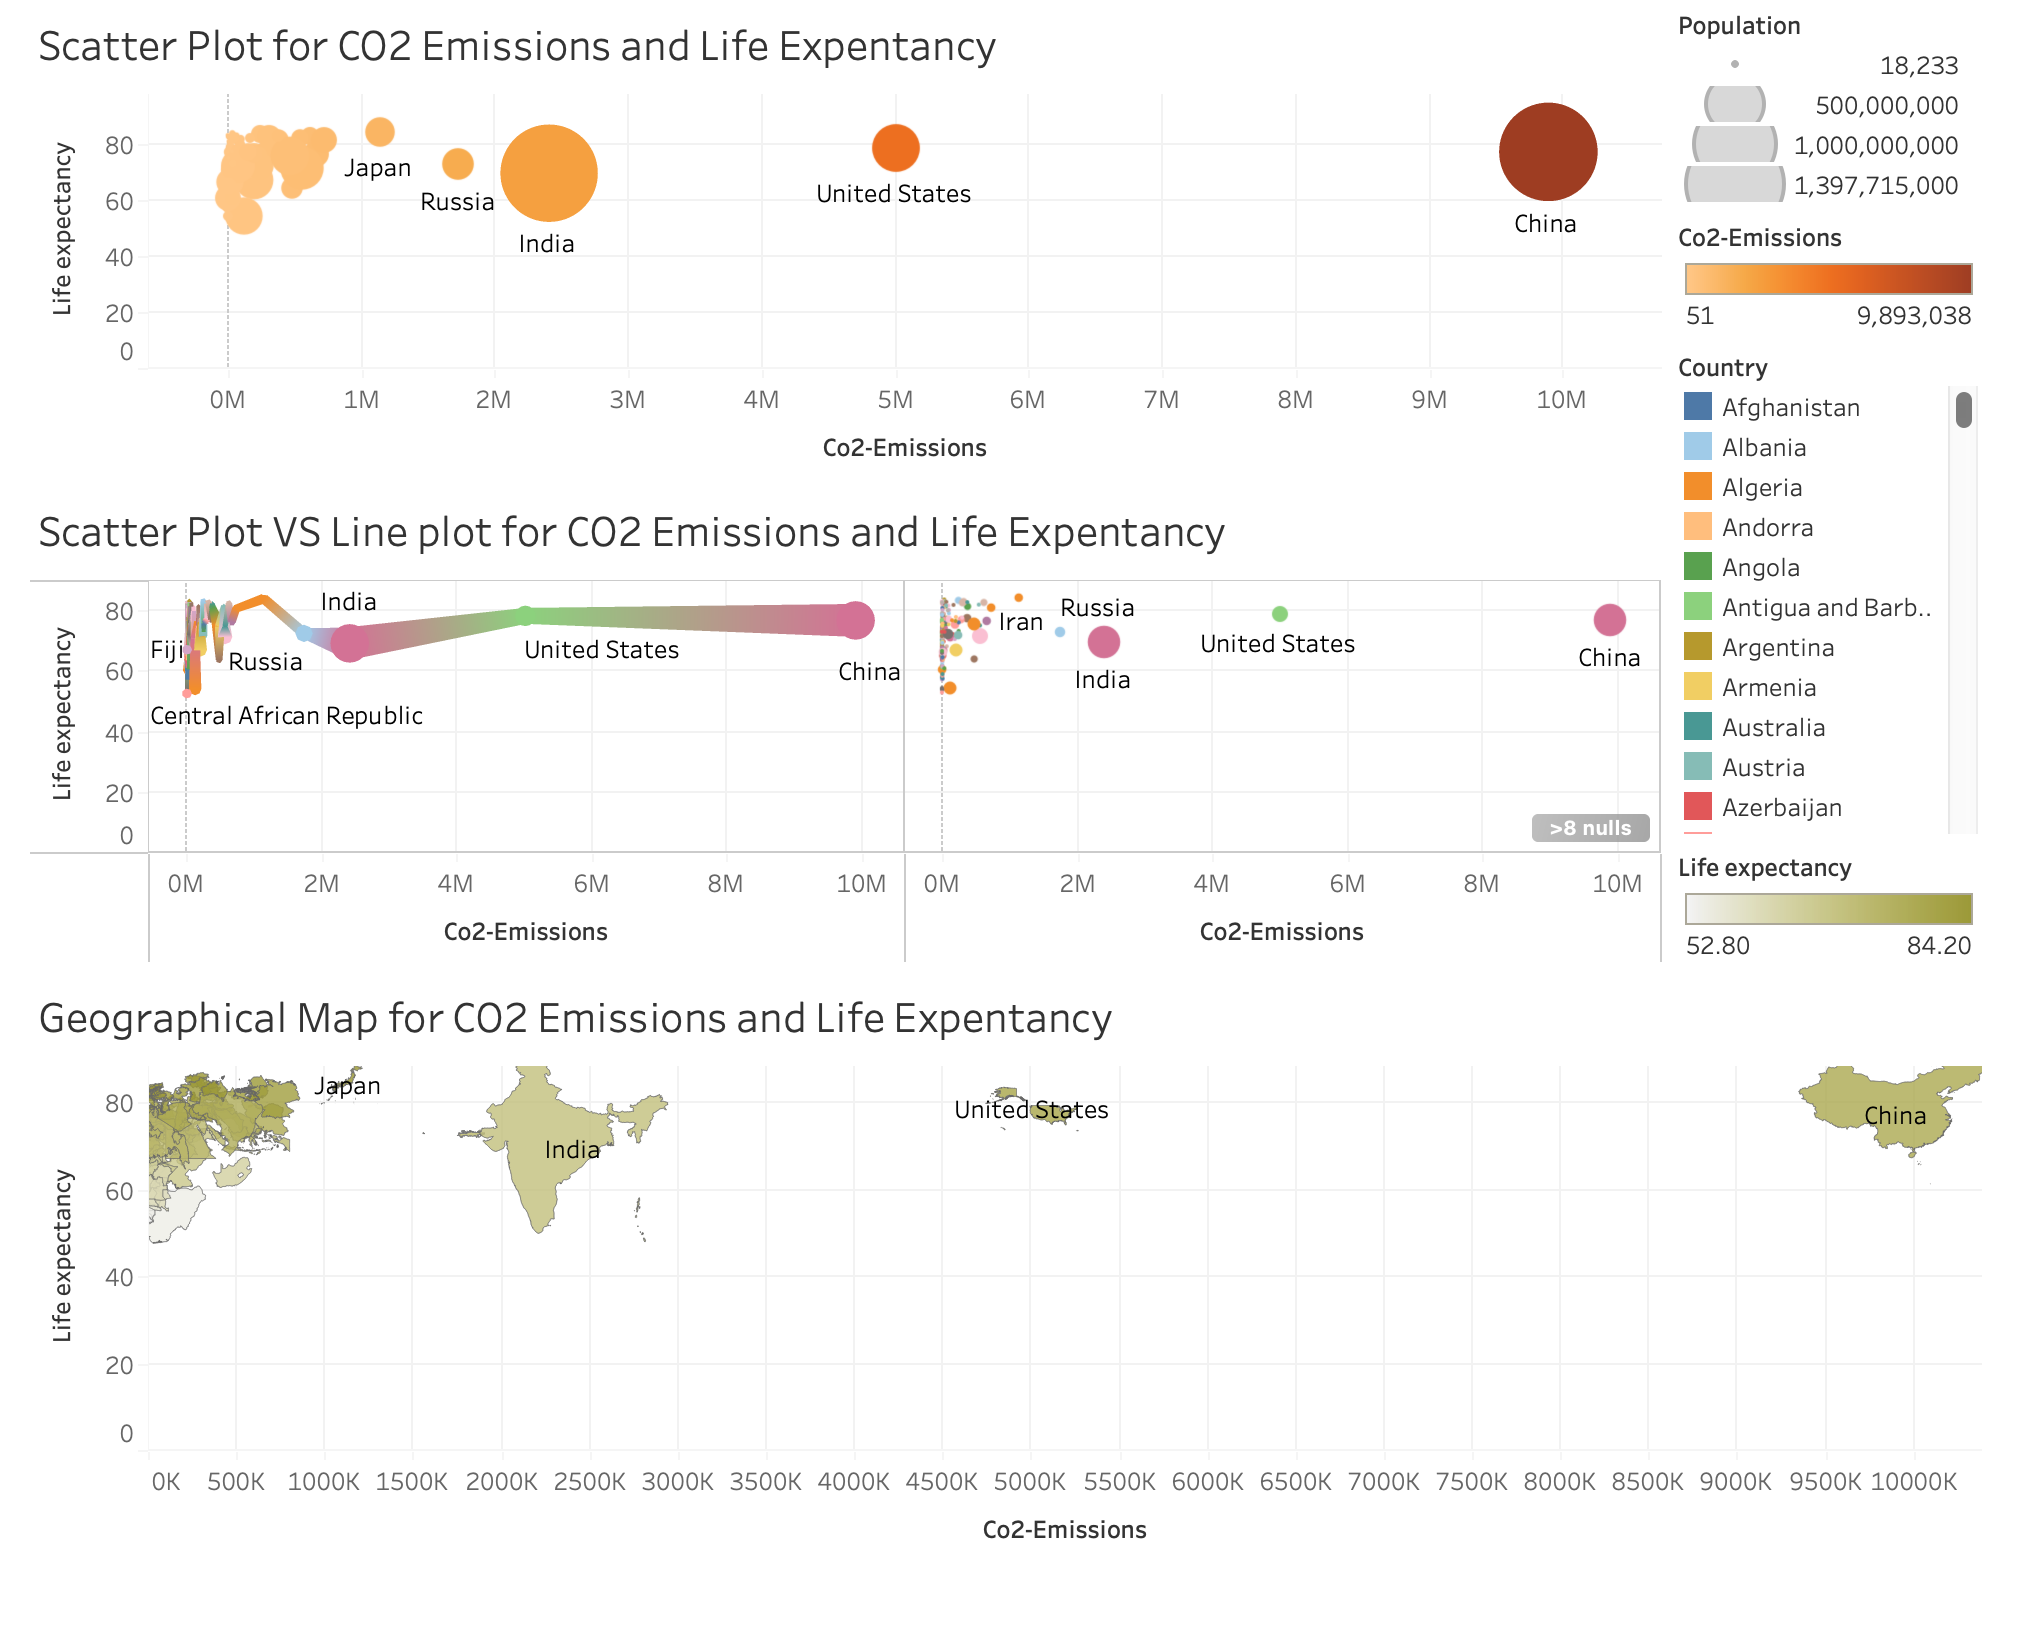 Scatter Plot for CO2 Emissions and Life Expentancy
Life expectancy
80
60
40
20
0
Japan
Russia
India
United States
China
0M 1M 2M 3M 4M 5M 6M 7M 8M 9M 10M
Co2-Emissions
Population
18,233
500,000,000
1,000,000,000
1,397,715,000
Co2-Emissions
51 9,893,038
Country
Afghanistan
Albania
Algeria
Andorra
Angola
Antigua and Barb..
Argentina
Armenia
Australia
Austria
Azerbaijan
Life expectancy
52.80 84.20
Scatter Plot VS Line plot for CO2 Emissions and Life Expentancy
Life expectancy
80
60
40
20
0
India
Fiji
Russia
United States
China
Central African Republic
Russia
Iran
United States
India
China
>8 nulls
0M 2M 4M 6M 8M 10M 0M 2M 4M 6M 8M 10M
Co2-Emissions Co2-Emissions
Geographical Map for CO2 Emissions and Life Expentancy
Life expectancy
80
60
40
20
0
Japan
India
United States
China
0K 500K 1000K 1500K 2000K 2500K 3000K 3500K 4000K 4500K 5000K 5500K 6000K 6500K 7000K 7500K 8000K 8500K 9000K 9500K 10000K
Co2-Emissions